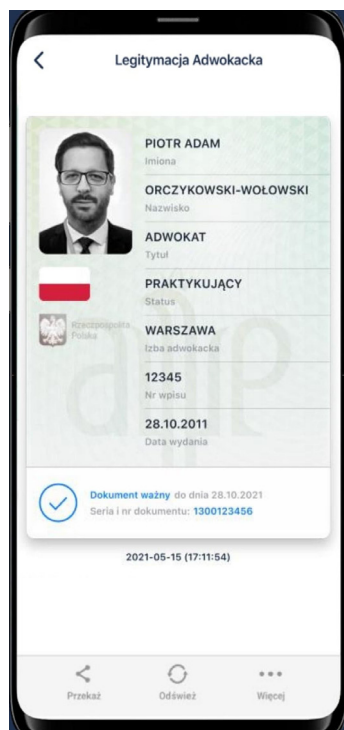 Legitymacja Adwokacka
PIOTR ADAM
Imiona
ORCZYKOWSKI-WOŁOWSKI
Nazwisko
ADWOKAT
Tytuł
PRAKTYKUJĄCY
Status
Rzeczpospolita
Polska
WARSZAWA
Izba adwokacka
12345
Nr wpisu
28.10.2011
Data wydania
Dokument ważny do dnia 28.10.2021
Seria i nr dokumentu: 1300123456
2021-05-15 (17:11:54)
Przekaż
Odśwież
Więcej